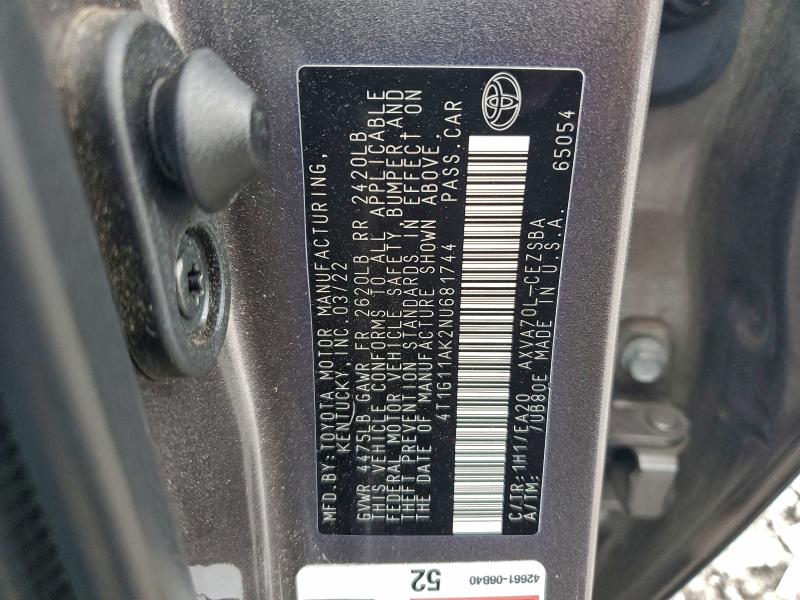 MFD. BY: TOYOTA MOTOR MANUFACTURING,
KENTUCKY, INC. 03/22
GVWR 4475LB GAWR FR 2620LB RR 2420LB
THIS VEHICLE CONFORMS TO ALL APPLICABLE
FEDERAL MOTOR VEHICLE SAFETY, BUMPER, AND
THEFT PREVENTION STANDARDS IN EFFECT ON
THE DATE OF MANUFACTURE SHOWN ABOVE.
4T1G11AK2NU681744 PASS. CAR
C/TR: 1H1/EA20 AXVA70L-CEZSBA
A/TM: /UB80E MADE IN U.S.A. 65054
52
42661-06B40